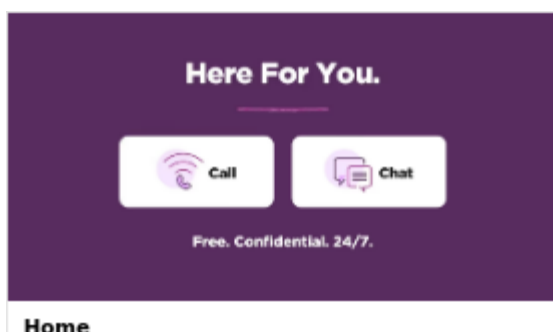 Here For You.
Call
Chat
Free. Confidential. 24/7.
Home